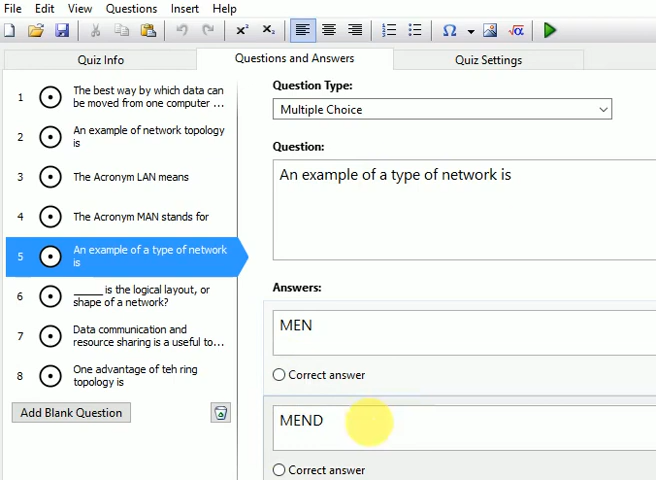 File Edit View Questions Insert Help
Quiz Info Questions and Answers Quiz Settings
1 The best way by which data can
be moved from one computer ...
2 An example of network topology
is
3 The Acronym LAN means
4 The Acronym MAN stands for
5 An example of a type of network
is
6 _____ is the logical layout, or
shape of a network?
7 Data communication and
resource sharing is a useful to...
8 One advantage of teh ring
topology is
Add Blank Question
Question Type:
Multiple Choice
Question:
An example of a type of network is
Answers:
MEN
Correct answer
MEND
Correct answer